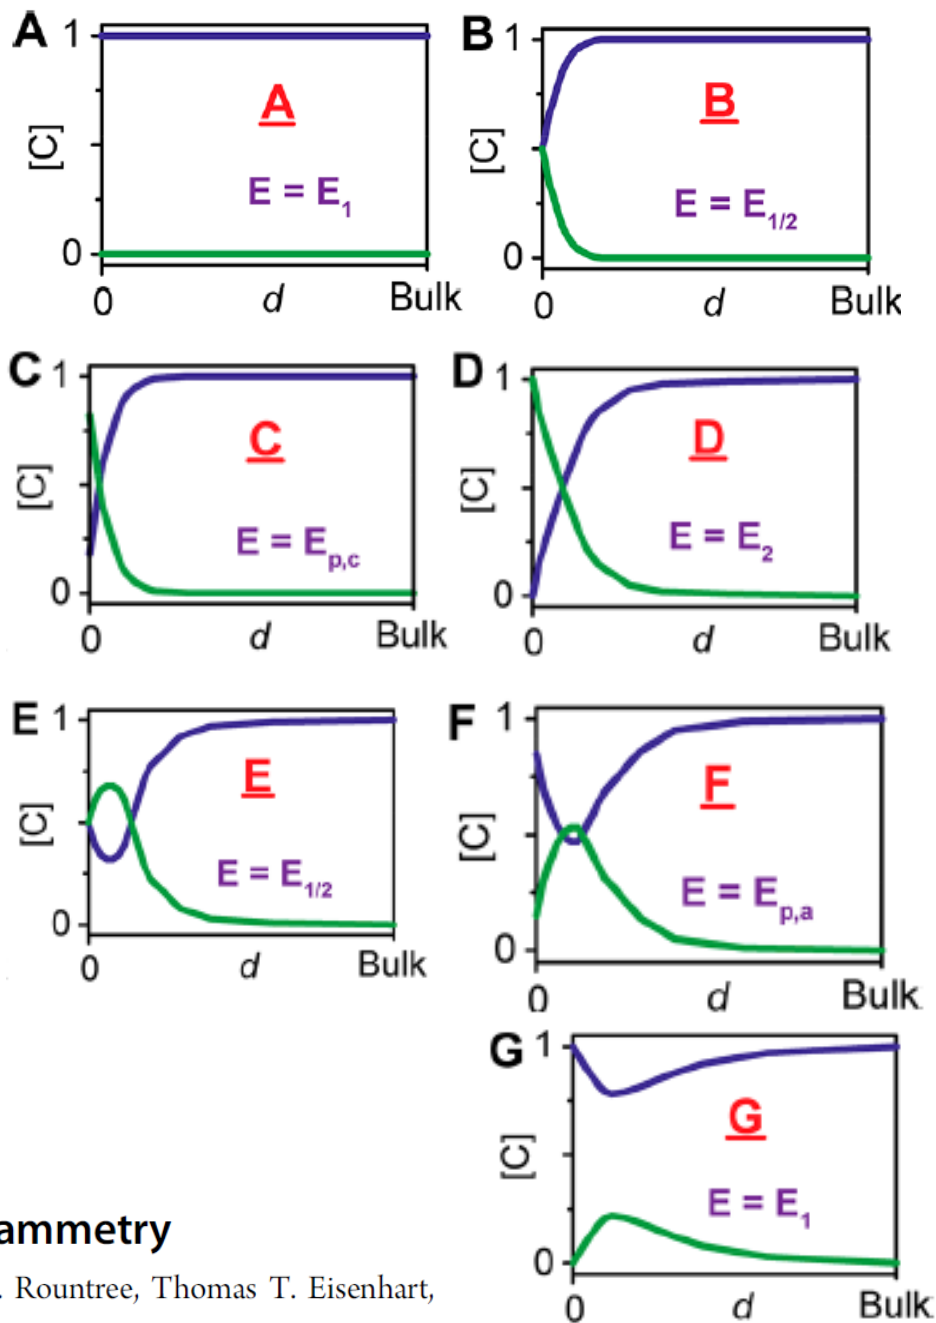 A
1
[C]
0
A
E = E1
0
d
Bulk
B
1
[C]
0
B
E = E1/2
0
d
Bulk
C
1
[C]
0
C
E = Ep,c
0
d
Bulk
D
1
[C]
0
D
E = E2
0
d
Bulk
E
1
[C]
0
E
E = E1/2
0
d
Bulk
F
1
[C]
0
F
E = Ep,a
0
d
Bulk
G
1
[C]
0
G
E = E1
0
d
Bulk
ammetry
. Rountree, Thomas T. Eisenhart,